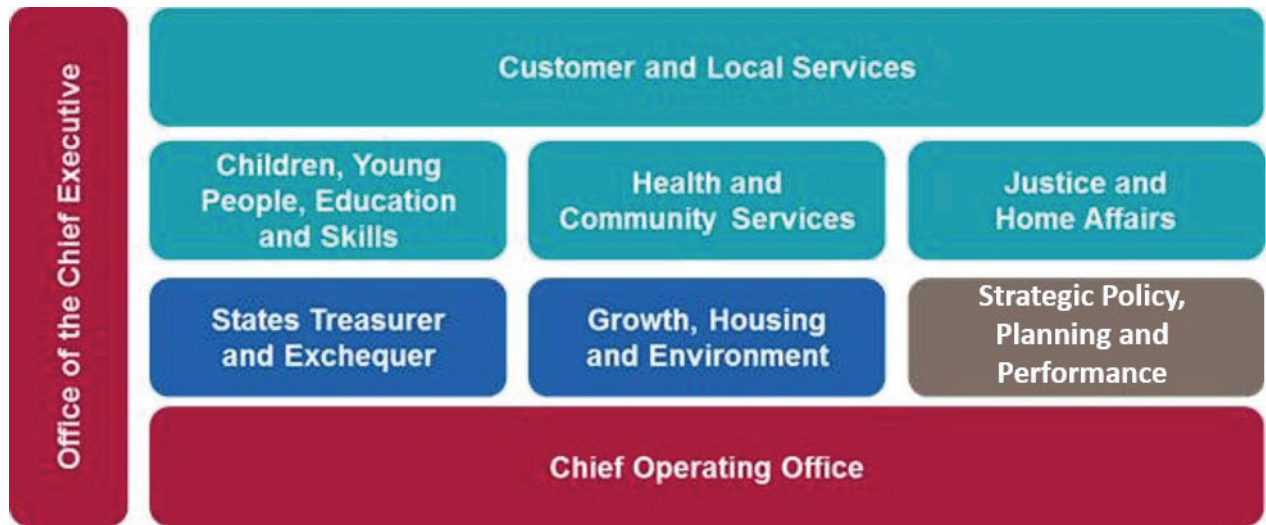 Office of the Chief Executive
Customer and Local Services
Children, Young
People, Education
and Skills
Health and
Community Services
Justice and
Home Affairs
States Treasurer
and Exchequer
Growth, Housing
and Environment
Strategic Policy,
Planning and
Performance
Chief Operating Office